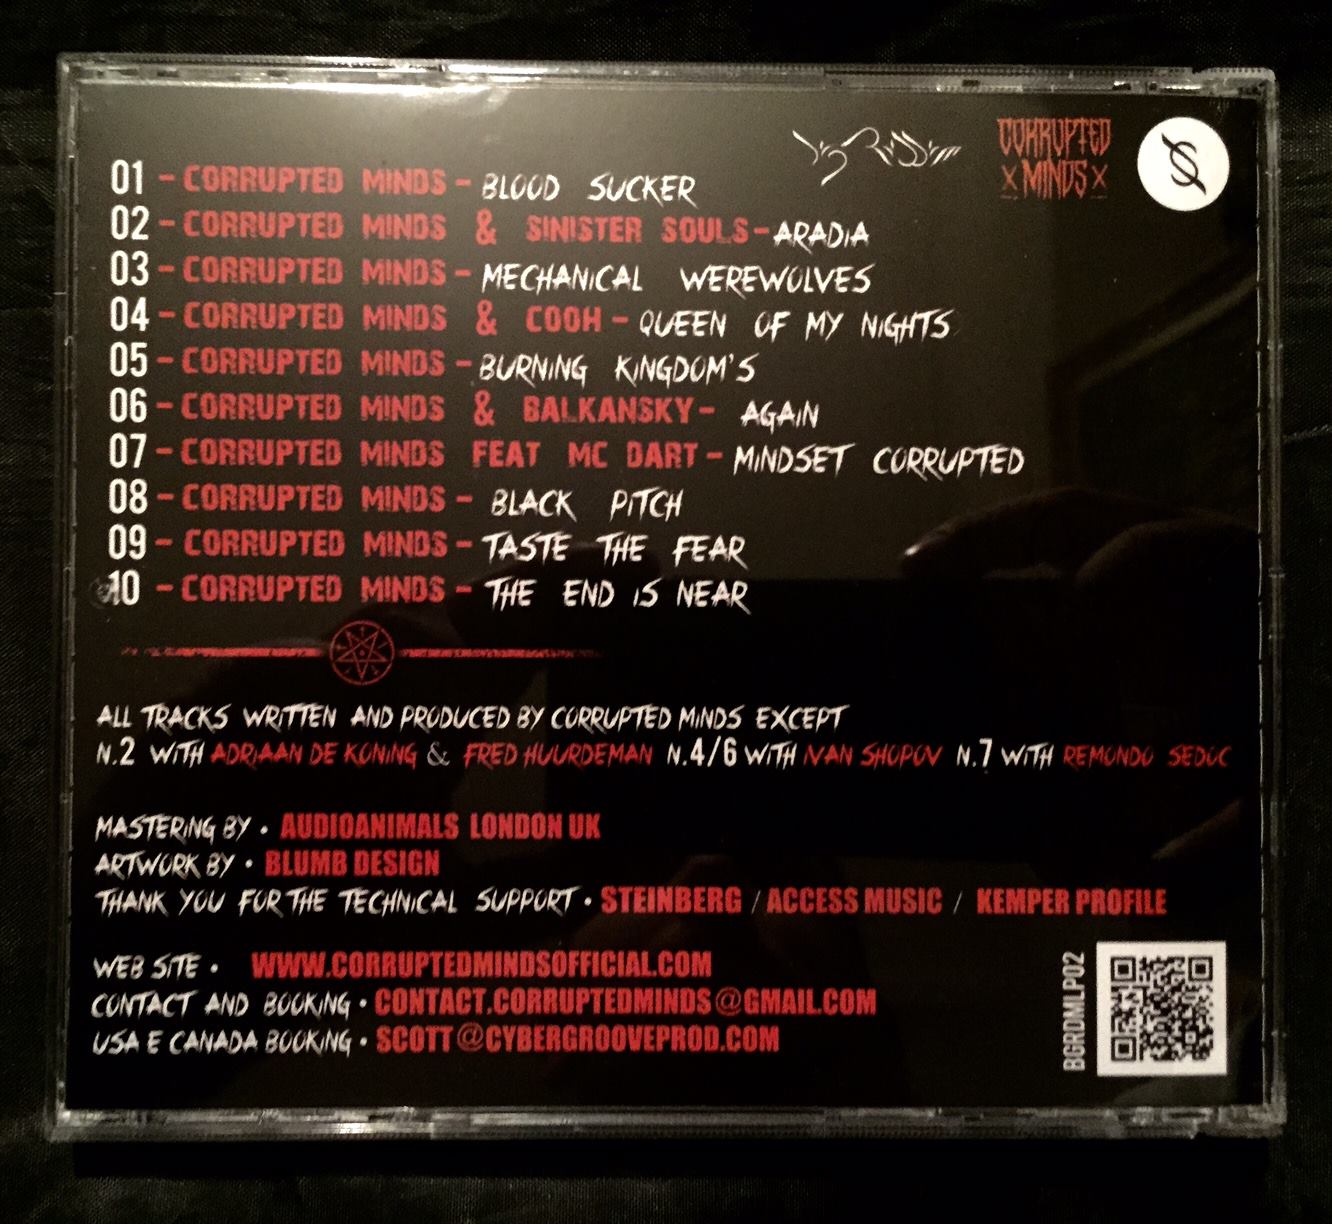 CORRUPTED
X MINDS X
01 - CORRUPTED MINDS - BLOOD SUCKER
02 - CORRUPTED MINDS & SINISTER SOULS - ARADIA
03 - CORRUPTED MINDS - MECHANICAL WEREWOLVES
04 - CORRUPTED MINDS & COOH - QUEEN OF MY NIGHTS
05 - CORRUPTED MINDS - BURNING KINGDOM'S
06 - CORRUPTED MINDS & BALKANSKY - AGAIN
07 - CORRUPTED MINDS FEAT MC DART - MINDSET CORRUPTED
08 - CORRUPTED MINDS - BLACK PITCH
09 - CORRUPTED MINDS - TASTE THE FEAR
10 - CORRUPTED MINDS - THE END IS NEAR
ALL TRACKS WRITTEN AND PRODUCED BY CORRUPTED MINDS EXCEPT
N.2 WITH ADRIAAN DE KONING & FRED HUURDEMAN N.4/6 WITH IVAN SHOPOV N.7 WITH REMONDO SEDOC
MASTERING BY • AUDIOANIMALS LONDON UK
ARTWORK BY • BLUMB DESIGN
THANK YOU FOR THE TECHNICAL SUPPORT • STEINBERG / ACCESS MUSIC / KEMPER PROFILE
WEB SITE • WWW.CORRUPTEDMINDSOFFICIAL.COM
CONTACT AND BOOKING • CONTACT.CORRUPTEDMINDS@GMAIL.COM
USA E CANADA BOOKING • SCOTT@CYBERGROOVEPROD.COM
BGRDMLP02